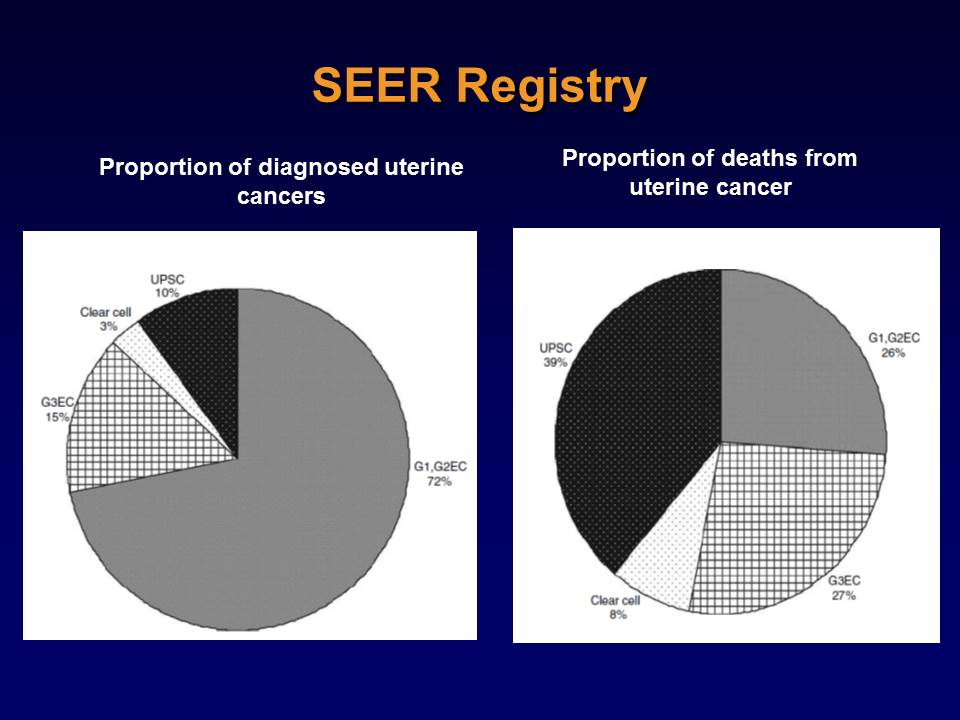 SEER Registry
Proportion of diagnosed uterine
cancers
Proportion of deaths from
uterine cancer
UPSC
10%
Clear cell
3%
G3EC
15%
G1,G2EC
72%
UPSC
39%
G1,G2EC
26%
Clear cell
8%
G3EC
27%